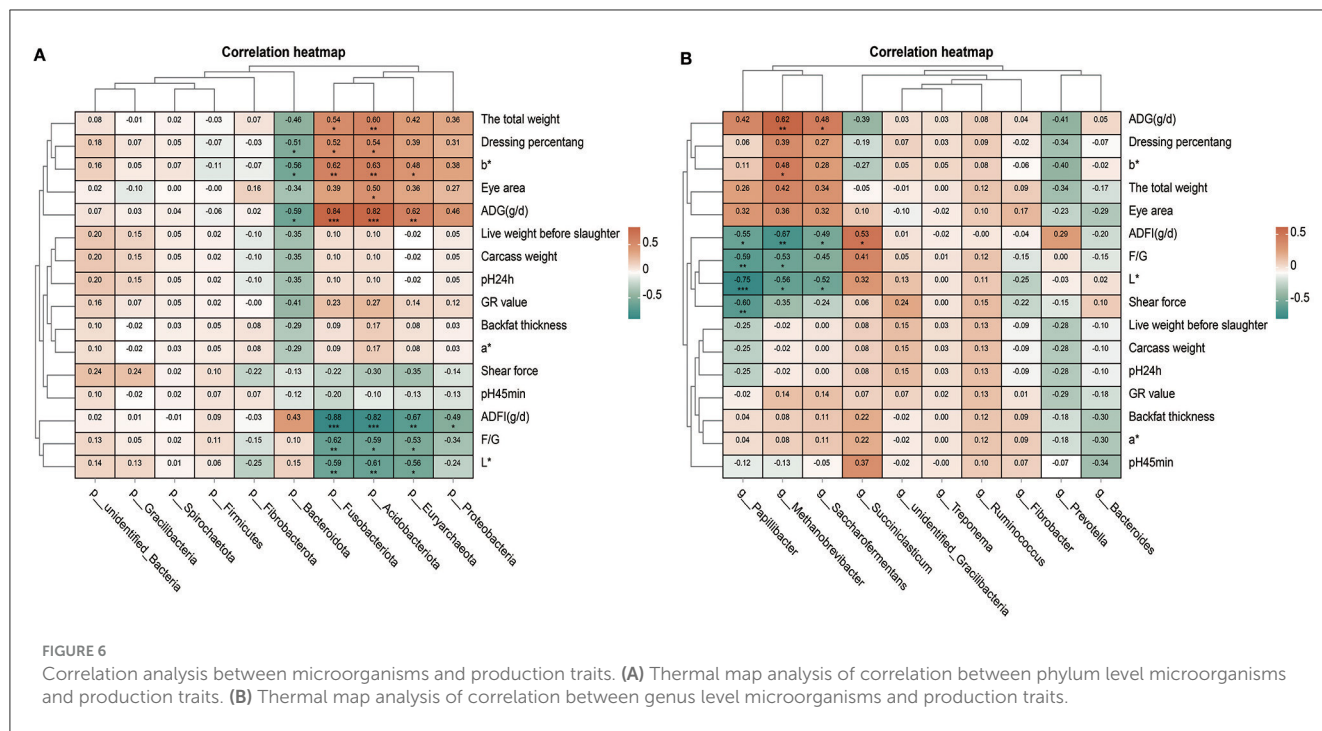 A
Correlation heatmap
0.08 -0.01 0.02 -0.03 0.07 -0.46 0.54 0.60 0.42 0.36 The total weight
* **
0.18 0.07 0.05 -0.07 -0.03 -0.51 0.52 0.54 0.39 0.31 Dressing percentang
* * *
0.16 0.05 0.07 -0.11 -0.07 -0.56 0.62 0.63 0.48 0.38 b*
* ** ** *
0.02 -0.10 0.00 -0.00 0.16 -0.34 0.39 0.50 0.36 0.27 Eye area
*
0.07 0.03 0.04 -0.06 0.02 -0.59 0.84 0.82 0.62 0.46 ADG(g/d)
* *** *** **
0.20 0.15 0.05 0.02 -0.10 -0.35 0.10 0.10 -0.02 0.05 Live weight before slaughter
0.20 0.15 0.05 0.02 -0.10 -0.35 0.10 0.10 -0.02 0.05 Carcass weight
0.20 0.15 0.05 0.02 -0.10 -0.35 0.10 0.10 -0.02 0.05 pH24h
0.16 0.07 0.05 0.02 -0.00 -0.41 0.23 0.27 0.14 0.12 GR value
0.10 -0.02 0.03 0.05 0.08 -0.29 0.09 0.17 0.08 0.03 Backfat thickness
0.10 -0.02 0.03 0.05 0.08 -0.29 0.09 0.17 0.08 0.03 a*
0.24 0.24 0.02 0.10 -0.22 -0.13 -0.22 -0.30 -0.35 -0.14 Shear force
0.10 -0.02 0.02 0.07 0.07 -0.12 -0.20 -0.10 -0.13 -0.13 pH45min
0.02 0.01 -0.01 0.09 -0.03 0.43 -0.88 -0.82 -0.67 -0.49 ADFI(g/d)
*** *** ** *
0.13 0.05 0.02 0.11 -0.15 0.10 -0.62 -0.59 -0.53 -0.34 F/G
** * *
0.14 0.13 0.01 0.06 -0.25 0.15 -0.59 -0.61 -0.56 -0.24 L*
** ** *
p__unidentified_Bacteria
p__Gracilibacteria
p__Spirochaetota
p__Firmicutes
p__Fibrobacterota
p__Bacteroidota
p__Fusobacteriota
p__Acidobacteriota
p__Euryarchaeota
p__Proteobacteria
0.5
0
-0.5
B
Correlation heatmap
0.42 0.62 0.48 -0.39 0.03 0.03 0.08 0.04 -0.41 0.05 ADG(g/d)
** *
0.06 0.39 0.27 -0.19 0.07 0.03 0.09 -0.02 -0.34 -0.07 Dressing percentang
0.11 0.48 0.28 -0.27 0.05 0.05 0.08 -0.06 -0.40 -0.02 b*
*
0.26 0.42 0.34 -0.05 -0.01 0.00 0.12 0.09 -0.34 -0.17 The total weight
0.32 0.36 0.32 0.10 -0.10 -0.02 0.10 0.17 -0.23 -0.29 Eye area
-0.55 -0.67 -0.49 0.53 0.01 -0.02 -0.00 -0.04 0.29 -0.20 ADFI(g/d)
* ** * *
-0.59 -0.53 -0.45 0.41 0.05 0.01 0.12 -0.15 0.00 -0.15 F/G
** *
-0.75 -0.56 -0.52 0.32 0.13 0.00 0.11 -0.25 -0.03 0.02 L*
*** * *
-0.60 -0.35 -0.24 0.06 0.24 0.00 0.15 -0.22 -0.15 0.10 Shear force
**
-0.25 -0.02 0.00 0.08 0.15 0.03 0.13 -0.09 -0.28 -0.10 Live weight before slaughter
-0.25 -0.02 0.00 0.08 0.15 0.03 0.13 -0.09 -0.28 -0.10 Carcass weight
-0.25 -0.02 0.00 0.08 0.15 0.03 0.13 -0.09 -0.28 -0.10 pH24h
-0.02 0.14 0.14 0.07 0.07 0.02 0.13 0.01 -0.29 -0.18 GR value
0.04 0.08 0.11 0.22 -0.02 0.00 0.12 0.09 -0.18 -0.30 Backfat thickness
0.04 0.08 0.11 0.22 -0.02 0.00 0.12 0.09 -0.18 -0.30 a*
-0.12 -0.13 -0.05 0.37 -0.02 -0.00 0.10 0.07 -0.07 -0.34 pH45min
g__Papillibacter
g__Methanobrevibacter
g__Saccharofermentans
g__Succiniclasticum
g__unidentified_Gracilibacteria
g__Treponema
g__Ruminococcus
g__Fibrobacter
g__Prevotella
g__Bacteroides
0.5
0
-0.5
FIGURE 6
Correlation analysis between microorganisms and production traits. (A) Thermal map analysis of correlation between phylum level microorganisms
and production traits. (B) Thermal map analysis of correlation between genus level microorganisms and production traits.